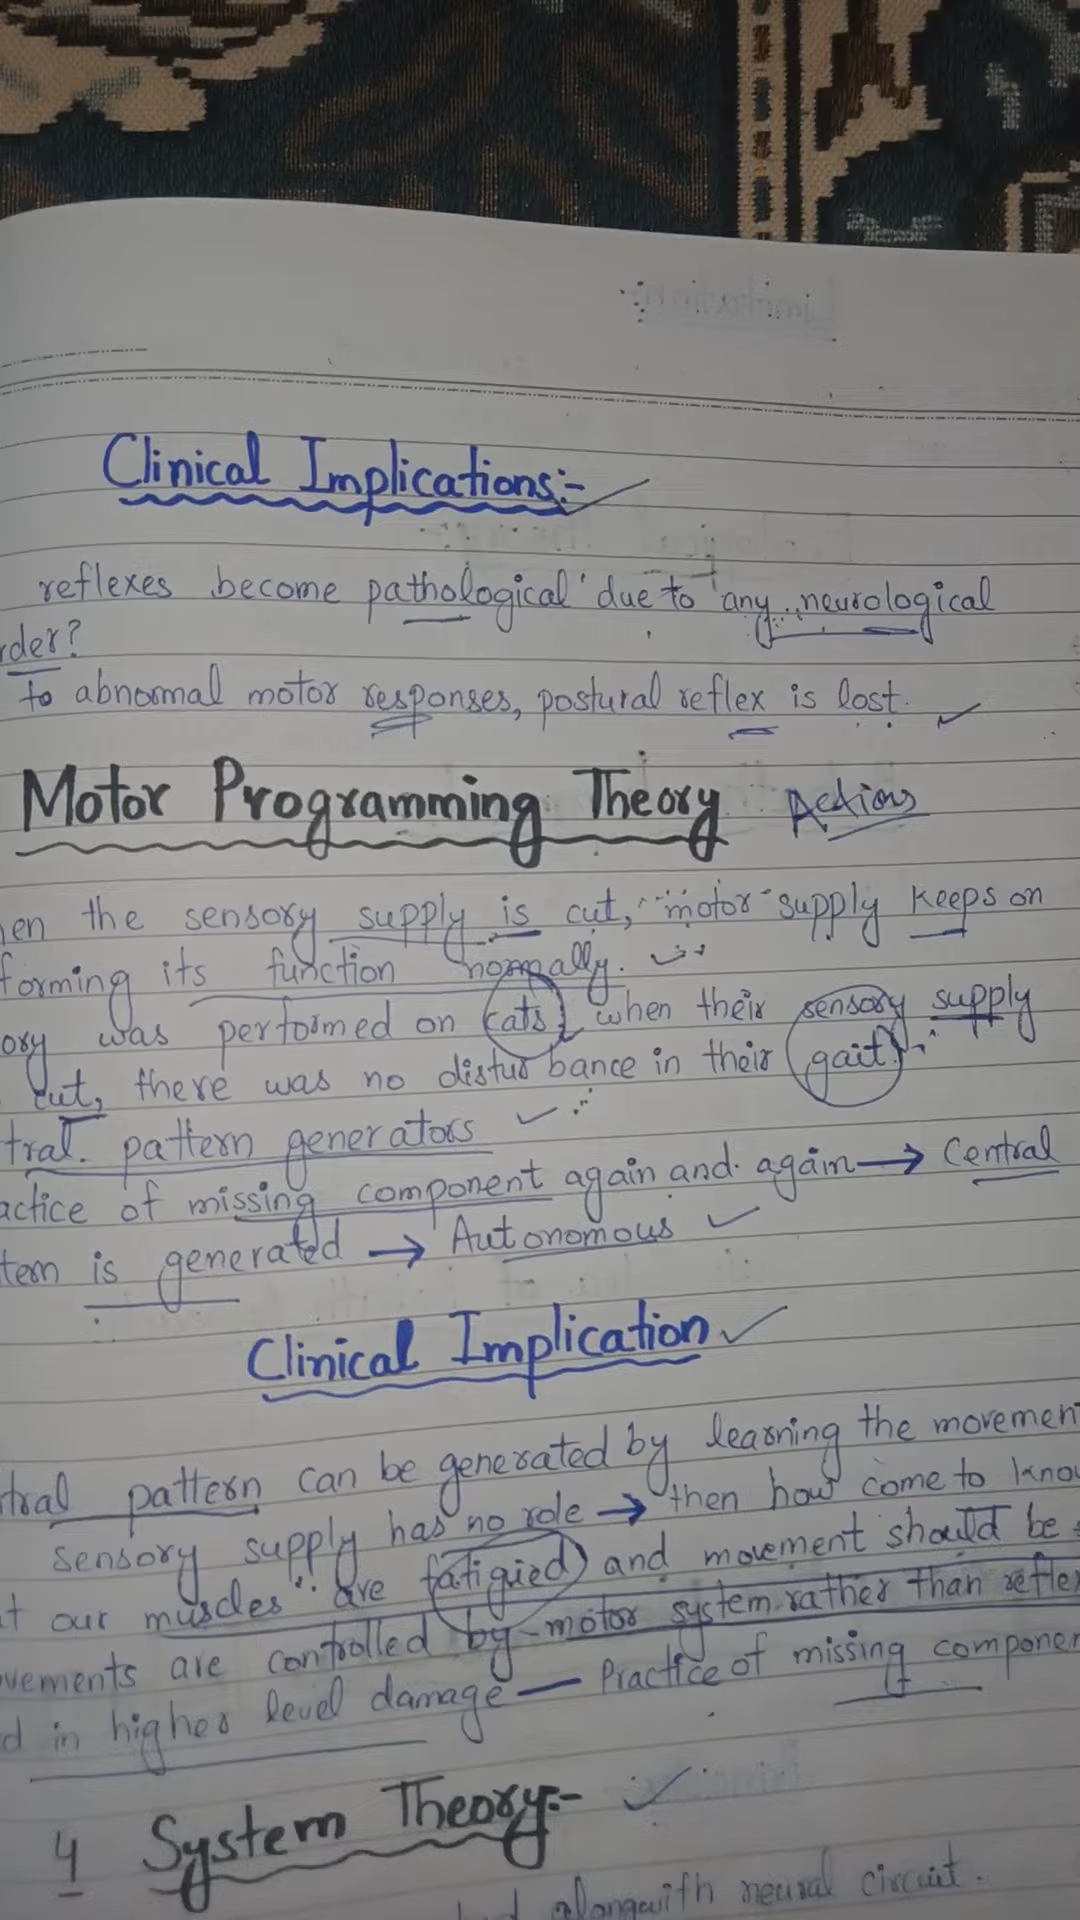 Clinical Implications:-
reflexes become pathological due to any neurological
rder?
to abnormal motor responses, postural reflex is lost.
Motor Programming Theory Actions
en the sensory supply is cut, motor supply keeps on
forming its function normally.
ory was performed on cats, when their sensory supply
cut, there was no disturbance in their gait.
tral pattern generators
actice of missing component again and again → Central
tern is generated → Autonomous
Clinical Implication
tral pattern can be generated by learning the movemen
sensory supply has no role → then how come to know
t our muscles are fatigued and movement should be
vements are controlled by motor system rather than refle
d in higher level damage — Practice of missing componen
4 System Theory:-
alongwith neural circuit.